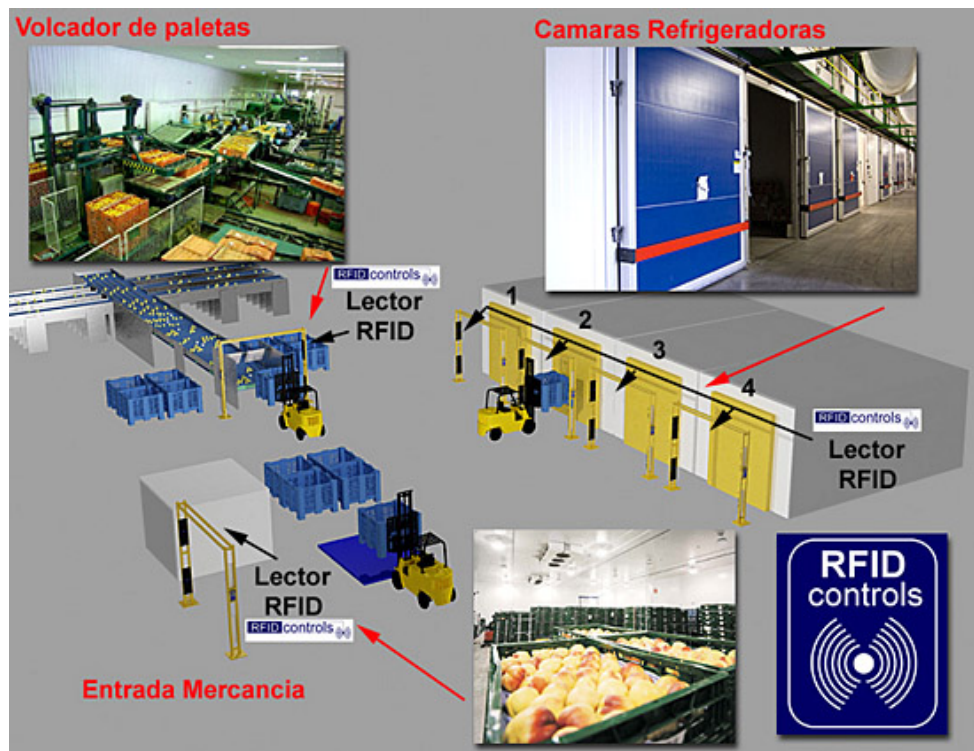 Volcador de paletas
Camaras Refrigeradoras
RFID controls
Lector
RFID
1
2
3
4
RFID controls
Lector
RFID
Lector
RFID
RFID controls
Entrada Mercancia
RFID
controls